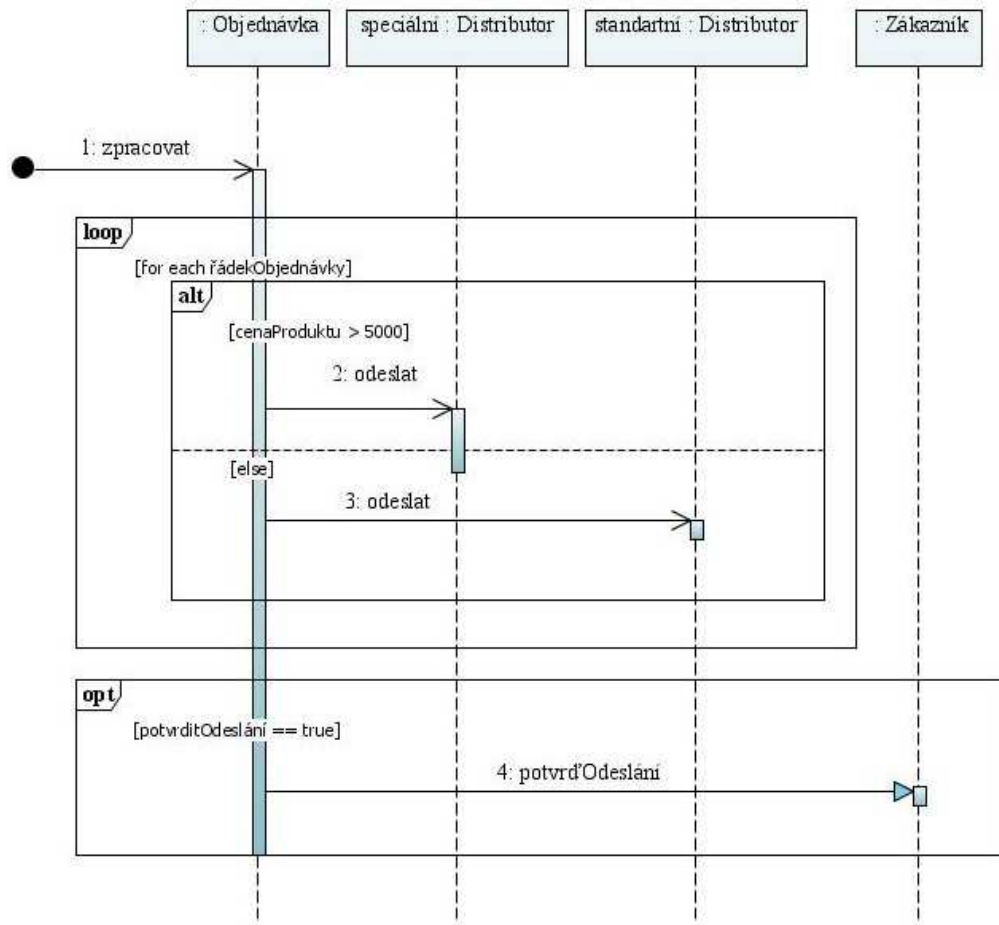 : Objednávka
speciální : Distributor
standartní : Distributor
: Zákazník
1: zpracovat
loop
[for each řádekObjednávky]
alt
[cenaProduktu > 5000]
2: odeslat
[else]
3: odeslat
opt
[potvrditOdeslání == true]
4: potvrďOdeslání